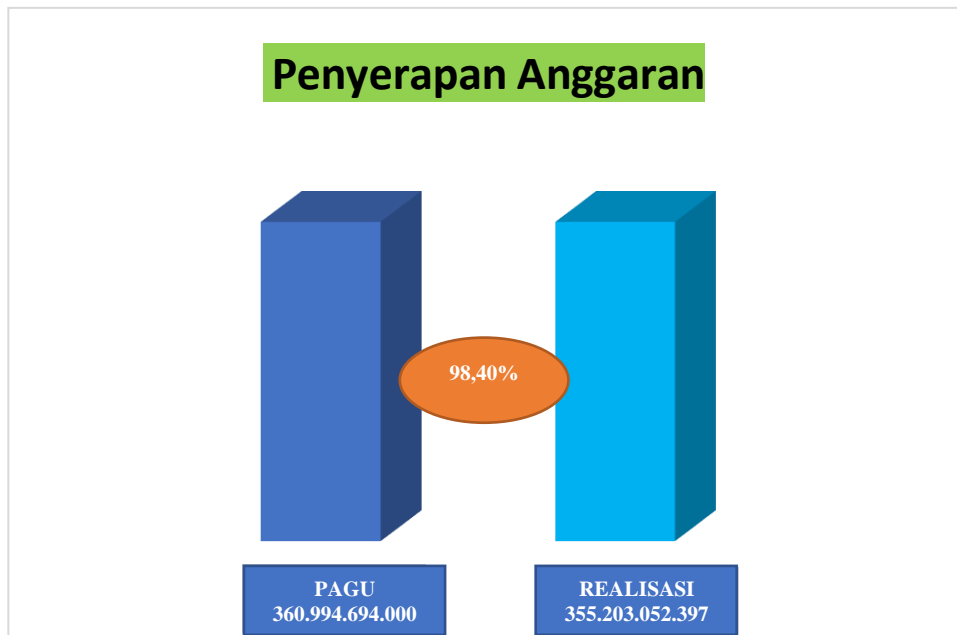 Penyerapan Anggaran
98,40%
PAGU
360.994.694.000
REALISASI
355.203.052.397